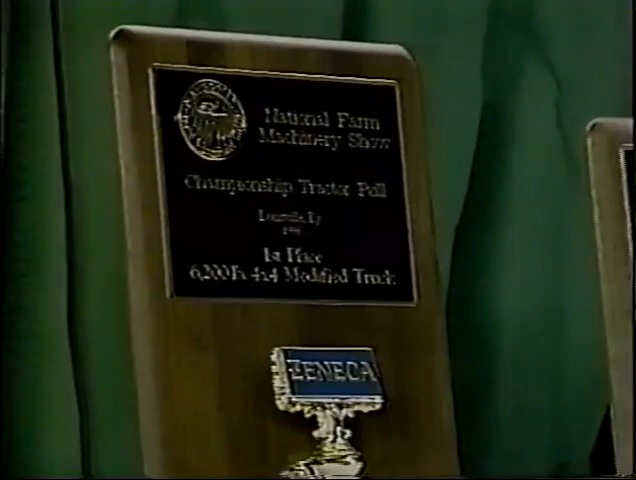 National Farm
Machinery Show
Championship Tractor Pull
Louisville, Ky
1st Place
6,200 lb 4x4 Modified Truck
ZENECA